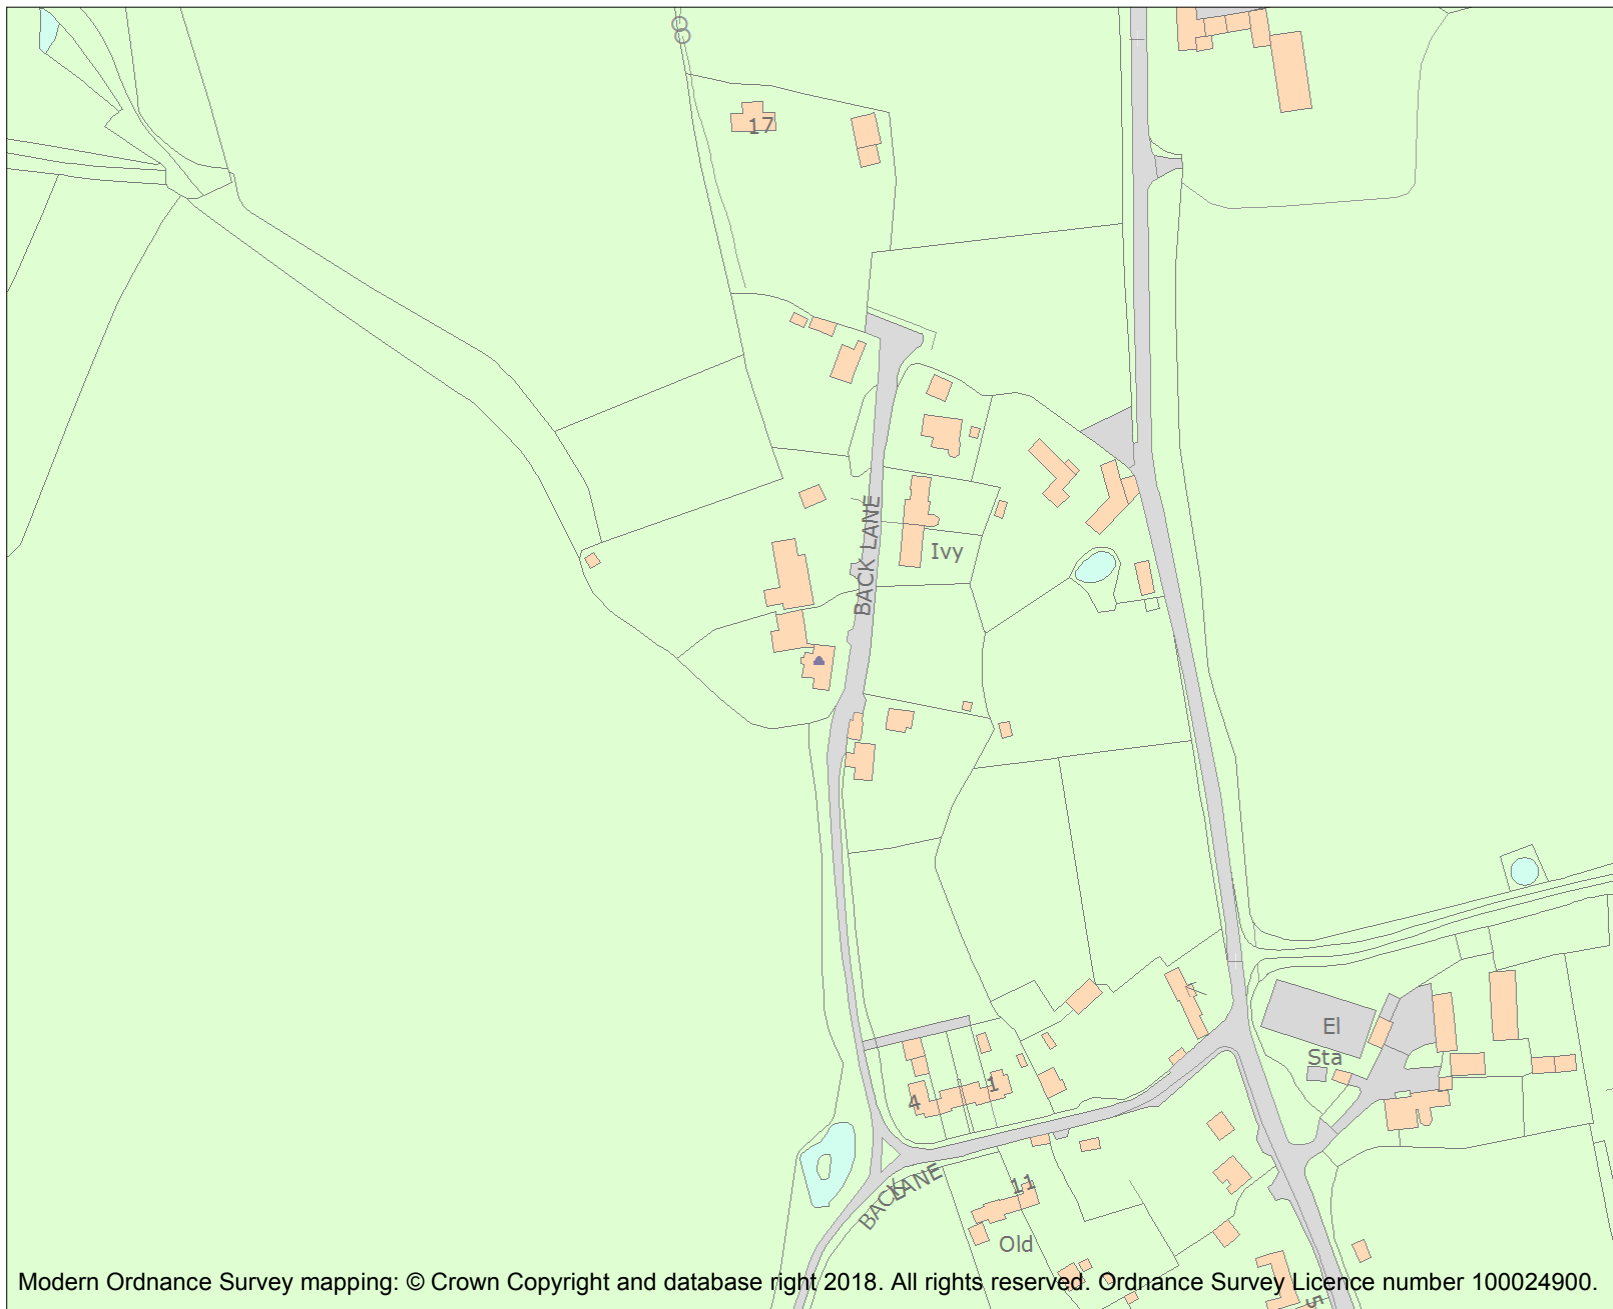 17
BACK LANE
Ivy
El
Sta
1
4
BACK LANE
11
Old
5
Modern Ordnance Survey mapping: © Crown Copyright and database right 2018. All rights reserved. Ordnance Survey Licence number 100024900.